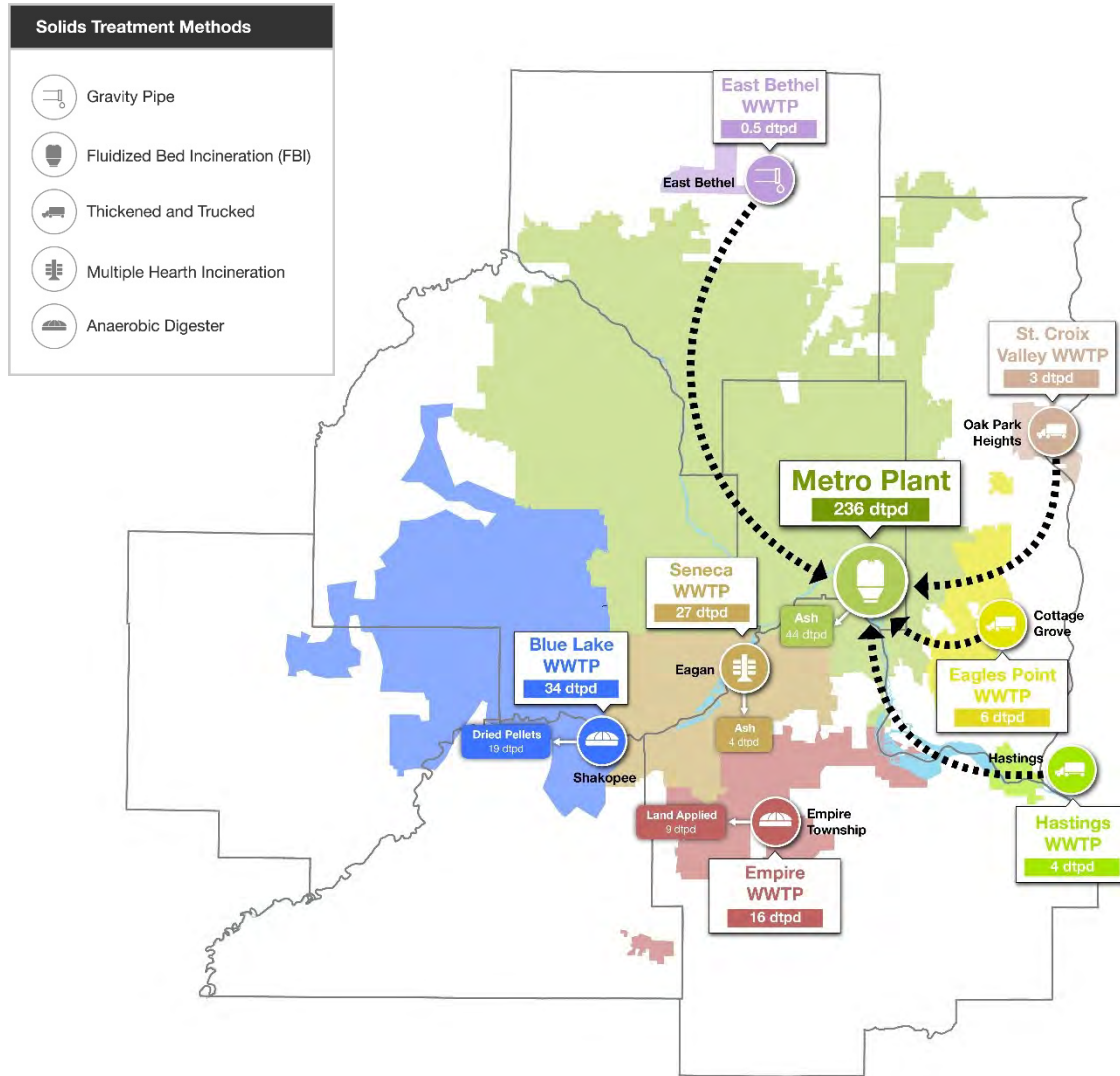 Solids Treatment Methods
Gravity Pipe
Fluidized Bed Incineration (FBI)
Thickened and Trucked
Multiple Hearth Incineration
Anaerobic Digester
East Bethel
WWTP
0.5 dtpd
East Bethel
St. Croix
Valley WWTP
3 dtpd
Oak Park
Heights
Metro Plant
236 dtpd
Ash
44 dtpd
Seneca
WWTP
27 dtpd
Eagan
Ash
4 dtpd
Cottage
Grove
Eagles Point
WWTP
6 dtpd
Blue Lake
WWTP
34 dtpd
Dried Pellets
19 dtpd
Shakopee
Hastings
Hastings
WWTP
4 dtpd
Land Applied
9 dtpd
Empire
Township
Empire
WWTP
16 dtpd